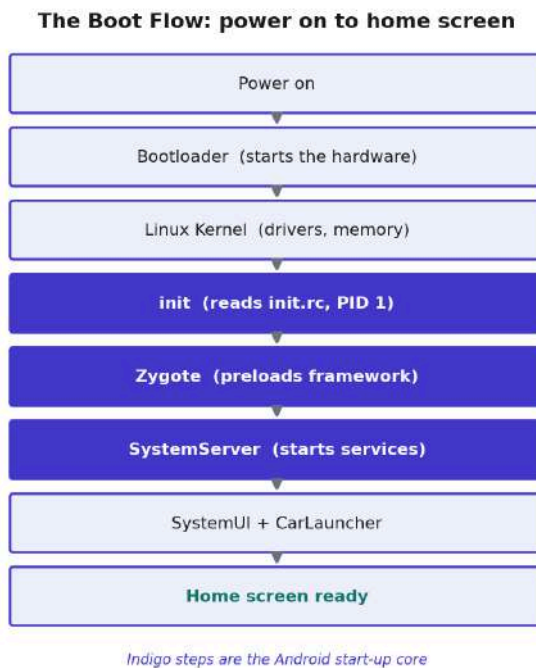 The Boot Flow: power on to home screen
Power on
Bootloader (starts the hardware)
Linux Kernel (drivers, memory)
init (reads init.rc, PID 1)
Zygote (preloads framework)
SystemServer (starts services)
SystemUI + CarLauncher
Home screen ready
Indigo steps are the Android start-up core